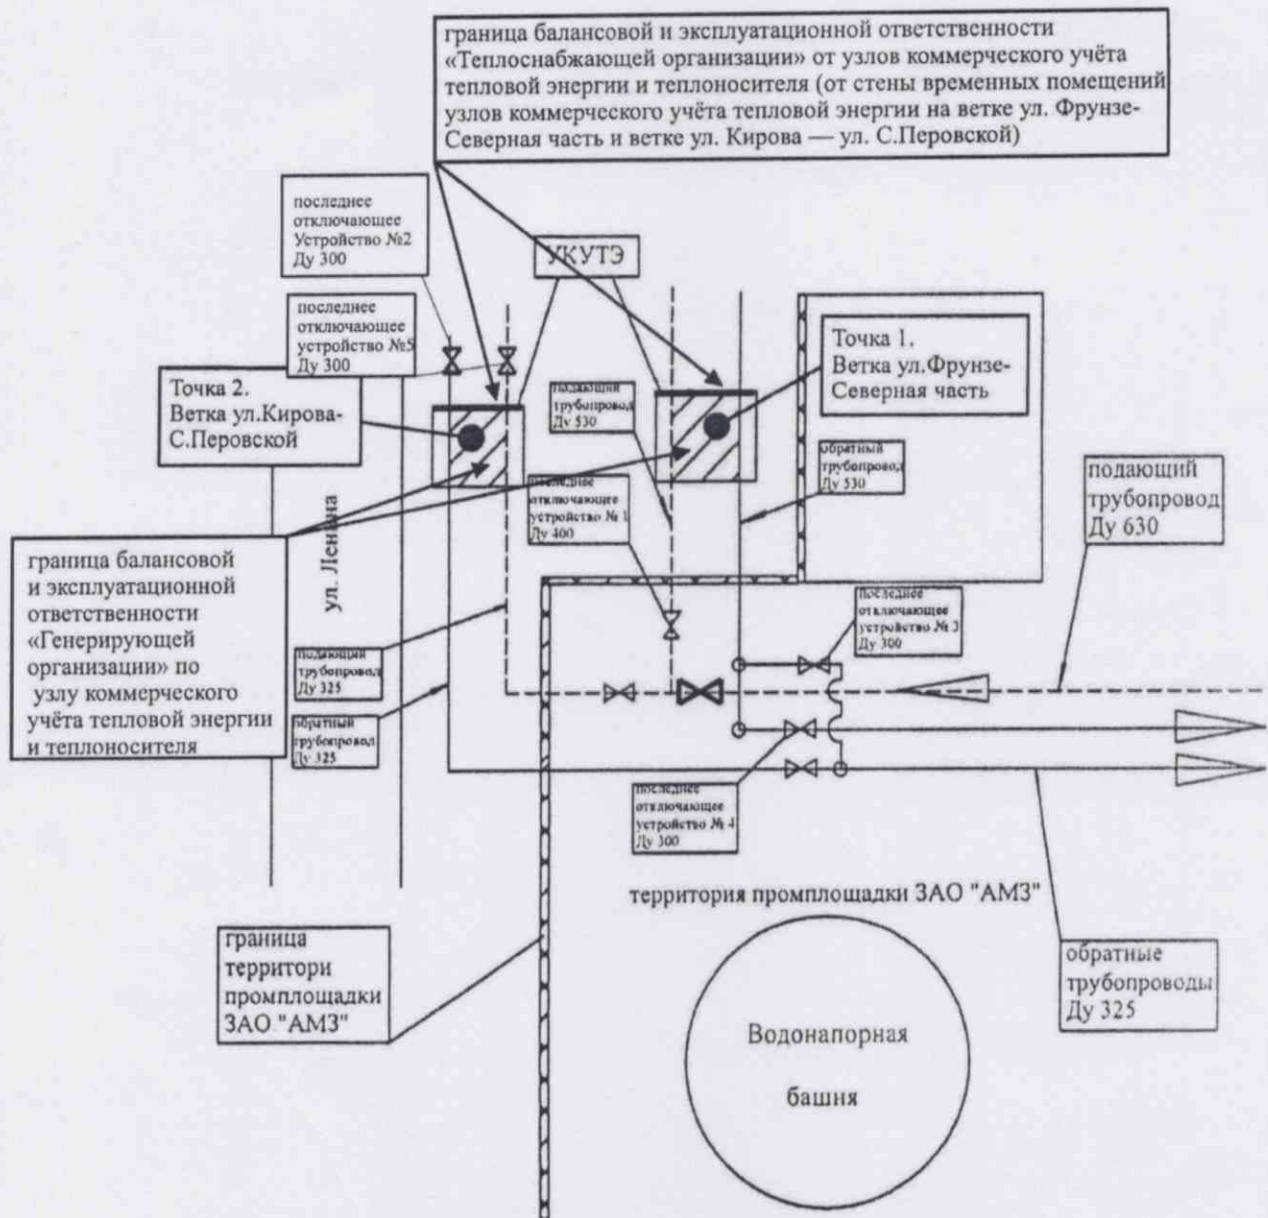 граница балансовой и эксплуатационной ответственности
«Теплоснабжающей организации» от узлов коммерческого учёта
тепловой энергии и теплоносителя (от стены временных помещений
узлов коммерческого учёта тепловой энергии на ветке ул. Фрунзе-
Северная часть и ветке ул. Кирова — ул. С.Перовской)
последнее
отключающее
Устройство №2
Ду 300
УКУТЭ
последнее
отключающее
устройство №5
Ду 300
Точка 1.
Ветка ул.Фрунзе-
Северная часть
Точка 2.
Ветка ул.Кирова-
С.Перовской
подающий
трубопровод
Ду 530
обратный
трубопровод
Ду 530
подающий
трубопровод
Ду 630
последнее
отключающее
устройство № 1
Ду 400
ул. Ленина
граница балансовой
и эксплуатационной
ответственности
«Генерирующей
организации» по
узлу коммерческого
учёта тепловой энергии
и теплоносителя
последнее
отключающее
устройство № 3
Ду 300
подающий
трубопровод
Ду 325
обратный
трубопровод
Ду 325
последнее
отключающее
устройство № 4
Ду 300
территория промплощадки ЗАО "АМЗ"
граница
территори
промплощадки
ЗАО "АМЗ"
обратные
трубопроводы
Ду 325
Водонапорная
башня